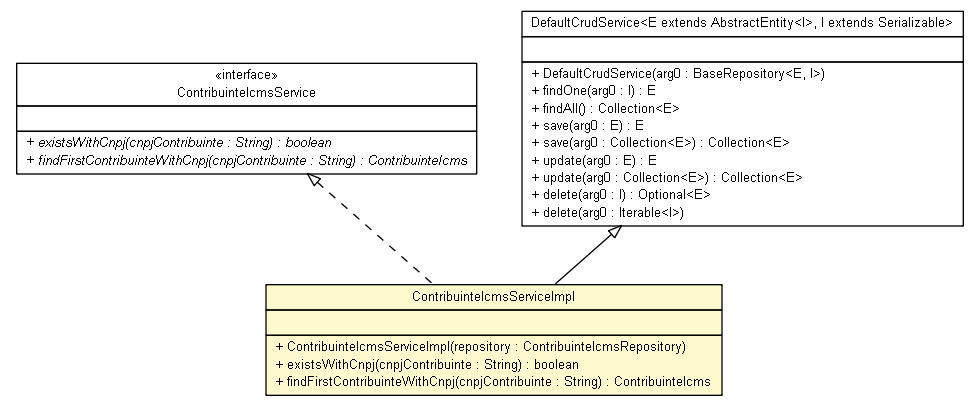 DefaultCrudService<E extends AbstractEntity<I>, I extends Serializable>
+ DefaultCrudService(arg0 : BaseRepository<E, I>)
+ findOne(arg0 : I) : E
+ findAll() : Collection<E>
+ save(arg0 : E) : E
+ save(arg0 : Collection<E>) : Collection<E>
+ update(arg0 : E) : E
+ update(arg0 : Collection<E>) : Collection<E>
+ delete(arg0 : I) : Optional<E>
+ delete(arg0 : Iterable<I>)
«interface»
ContribuinteIcmsService
+ existsWithCnpj(cnpjContribuinte : String) : boolean
+ findFirstContribuinteWithCnpj(cnpjContribuinte : String) : ContribuinteIcms
ContribuinteIcmsServiceImpl
+ ContribuinteIcmsServiceImpl(repository : ContribuinteIcmsRepository)
+ existsWithCnpj(cnpjContribuinte : String) : boolean
+ findFirstContribuinteWithCnpj(cnpjContribuinte : String) : ContribuinteIcms